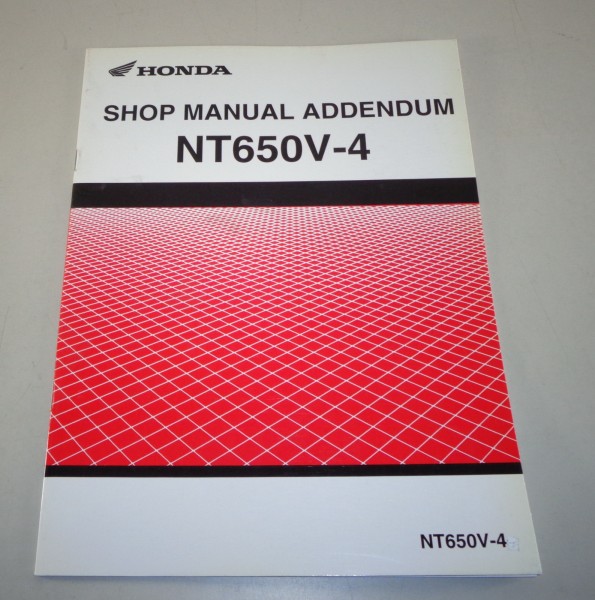 HONDA
SHOP MANUAL ADDENDUM
NT650V-4
NT650V-4